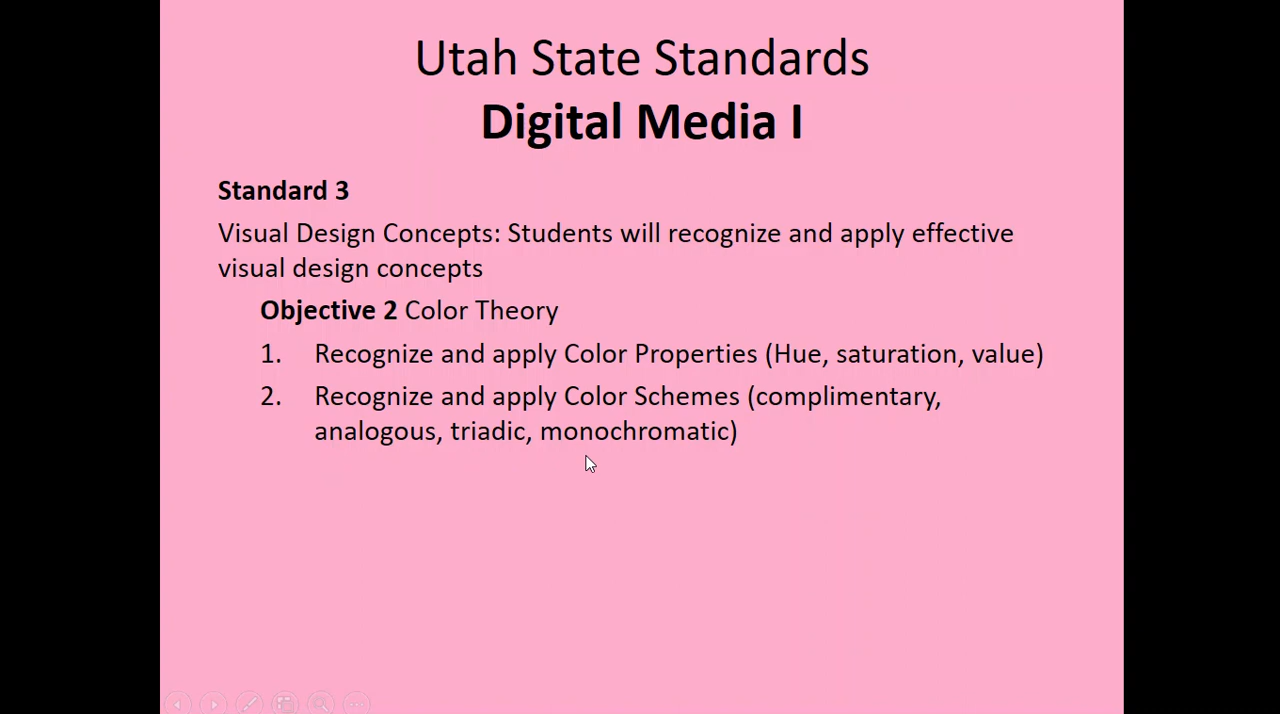 Utah State Standards
Digital Media I
Standard 3
Visual Design Concepts: Students will recognize and apply effective
visual design concepts
Objective 2 Color Theory
1. Recognize and apply Color Properties (Hue, saturation, value)
2. Recognize and apply Color Schemes (complimentary,
analogous, triadic, monochromatic)